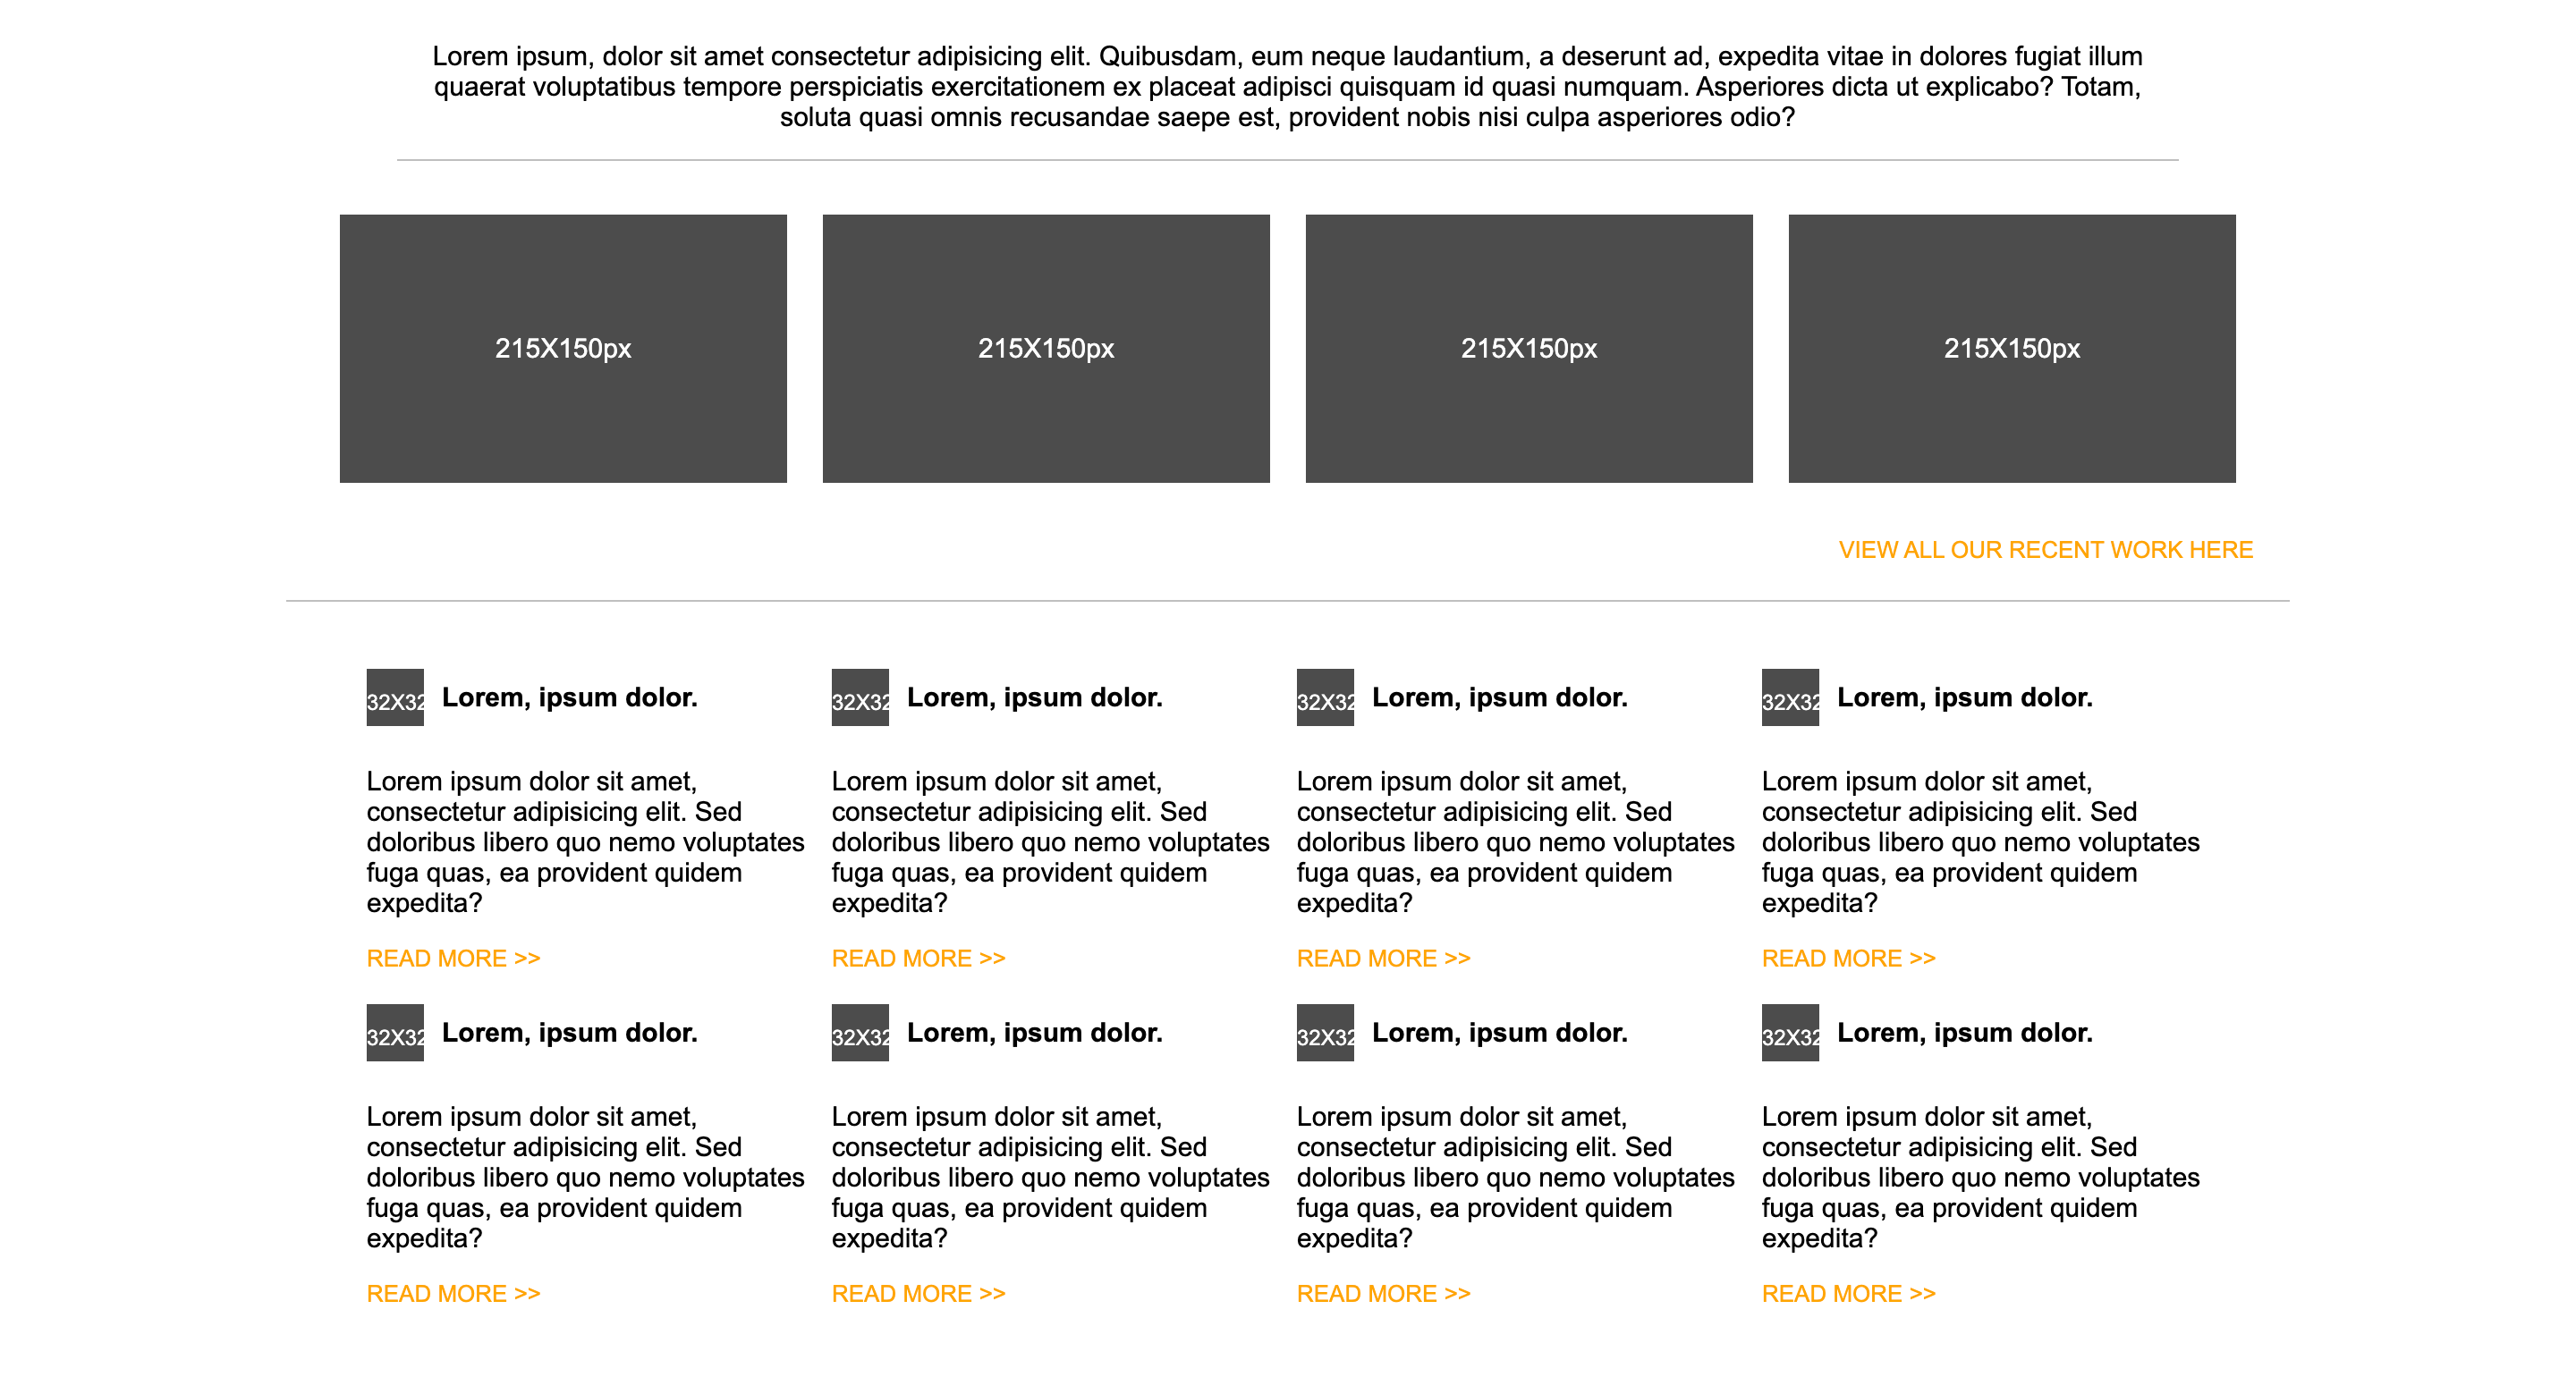 Lorem ipsum, dolor sit amet consectetur adipisicing elit. Quibusdam, eum neque laudantium, a deserunt ad, expedita vitae in dolores fugiat illum
quaerat voluptatibus tempore perspiciatis exercitationem ex placeat adipisci quisquam id quasi numquam. Asperiores dicta ut explicabo? Totam,
soluta quasi omnis recusandae saepe est, provident nobis nisi culpa asperiores odio?
215X150px
215X150px
215X150px
215X150px
VIEW ALL OUR RECENT WORK HERE
32X32
Lorem, ipsum dolor.
Lorem ipsum dolor sit amet,
consectetur adipisicing elit. Sed
doloribus libero quo nemo voluptates
fuga quas, ea provident quidem
expedita?
READ MORE >>
32X32
Lorem, ipsum dolor.
Lorem ipsum dolor sit amet,
consectetur adipisicing elit. Sed
doloribus libero quo nemo voluptates
fuga quas, ea provident quidem
expedita?
READ MORE >>
32X32
Lorem, ipsum dolor.
Lorem ipsum dolor sit amet,
consectetur adipisicing elit. Sed
doloribus libero quo nemo voluptates
fuga quas, ea provident quidem
expedita?
READ MORE >>
32X32
Lorem, ipsum dolor.
Lorem ipsum dolor sit amet,
consectetur adipisicing elit. Sed
doloribus libero quo nemo voluptates
fuga quas, ea provident quidem
expedita?
READ MORE >>
32X32
Lorem, ipsum dolor.
Lorem ipsum dolor sit amet,
consectetur adipisicing elit. Sed
doloribus libero quo nemo voluptates
fuga quas, ea provident quidem
expedita?
READ MORE >>
32X32
Lorem, ipsum dolor.
Lorem ipsum dolor sit amet,
consectetur adipisicing elit. Sed
doloribus libero quo nemo voluptates
fuga quas, ea provident quidem
expedita?
READ MORE >>
32X32
Lorem, ipsum dolor.
Lorem ipsum dolor sit amet,
consectetur adipisicing elit. Sed
doloribus libero quo nemo voluptates
fuga quas, ea provident quidem
expedita?
READ MORE >>
32X32
Lorem, ipsum dolor.
Lorem ipsum dolor sit amet,
consectetur adipisicing elit. Sed
doloribus libero quo nemo voluptates
fuga quas, ea provident quidem
expedita?
READ MORE >>